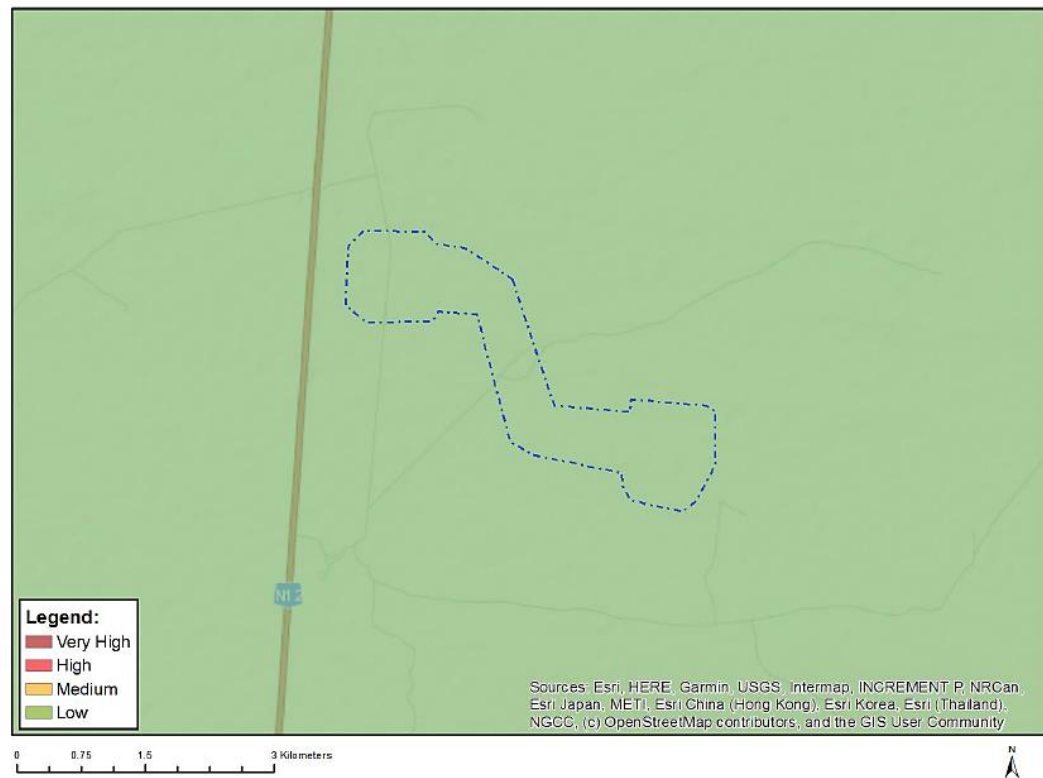 N12
Legend:
Very High
High
Medium
Low
Sources: Esri, HERE, Garmin, USGS, Intermap, INCREMENT P, NRCan,
Esri Japan, METI, Esri China (Hong Kong), Esri Korea, Esri (Thailand),
NGCC, (c) OpenStreetMap contributors, and the GIS User Community
0 0.75 1.5 3 Kilometers
N